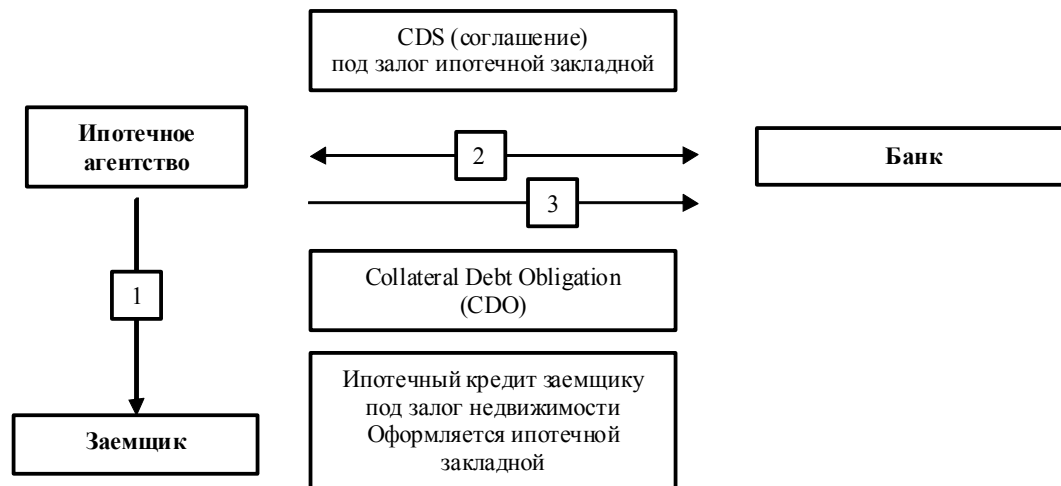 CDS (соглашение)
под залог ипотечной закладной
Ипотечное
агентство
2
Банк
3
Collateral Debt Obligation
(CDO)
1
Ипотечный кредит заемщику
под залог недвижимости
Оформляется ипотечной
закладной
Заемщик